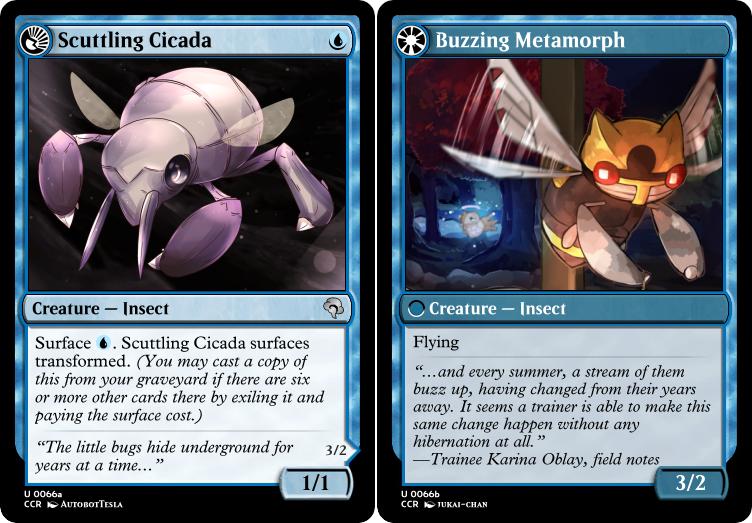 Scuttling Cicada
Creature — Insect
Surface . Scuttling Cicada surfaces
transformed. (You may cast a copy of
this from your graveyard if there are six
or more other cards there by exiling it and
paying the surface cost.)
“The little bugs hide underground for
years at a time…”
3/2
1/1
U 0066a
CCR AutobotTesla
Buzzing Metamorph
Creature — Insect
Flying
“…and every summer, a stream of them
buzz up, having changed from their years
away. It seems a trainer is able to make this
same change happen without any
hibernation at all.”
—Trainee Karina Oblay, field notes
3/2
U 0066b
CCR jukai-chan